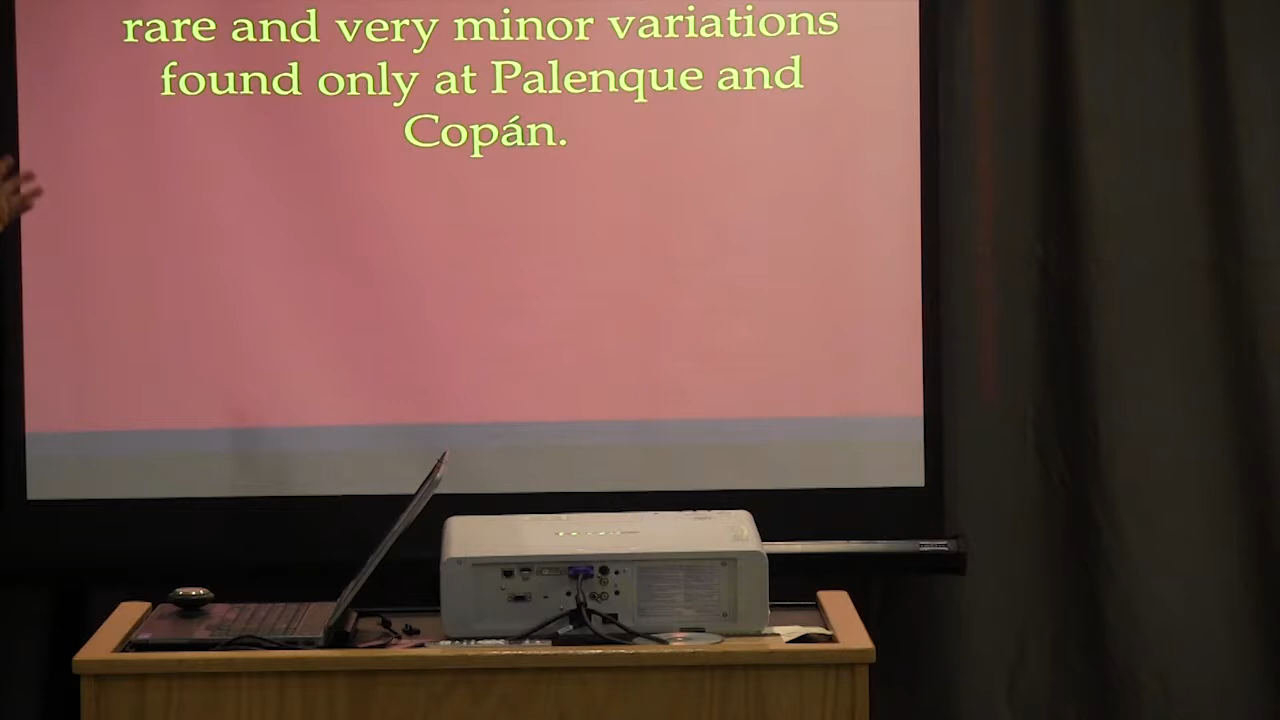 rare and very minor variations
found only at Palenque and
Copán.